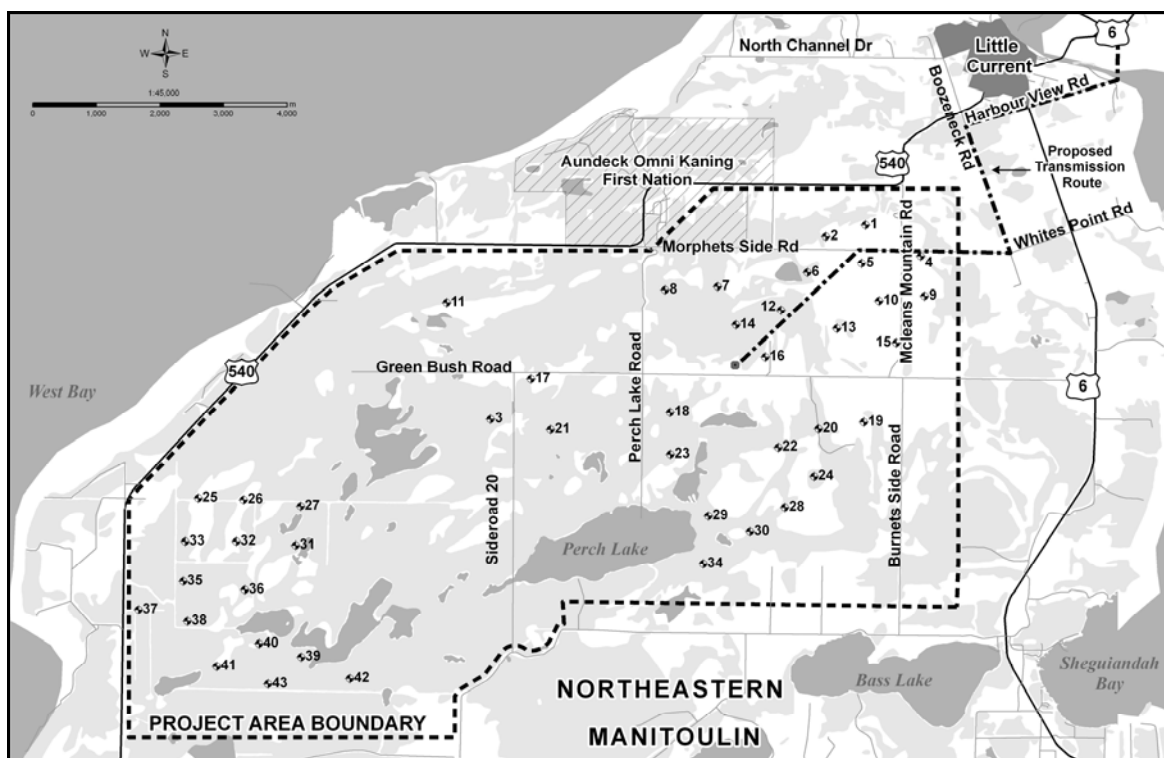 N
W E
S
1:45,000
0 1,000 2,000 3,000 4,000 m
North Channel Dr
Little
Current
6
Boozeneck Rd
Harbour View Rd
Proposed
Transmission
Route
540
Aundeck Omni Kaning
First Nation
Whites Point Rd
Mcleans Mountain Rd
Morphets Side Rd
1
2
4
5
6
7
8
9
10
11
12
13
14
15
16
540
West Bay
Green Bush Road
Perch Lake Road
6
17
3
18
19
20
21
22
23
24
Sideroad 20
Burnets Side Road
25
26
27
28
29
30
31
32
33
34
Perch Lake
35
36
37
38
39
40
41
42
43
Bass Lake
Sheguiandah
Bay
NORTHEASTERN
MANITOULIN
PROJECT AREA BOUNDARY